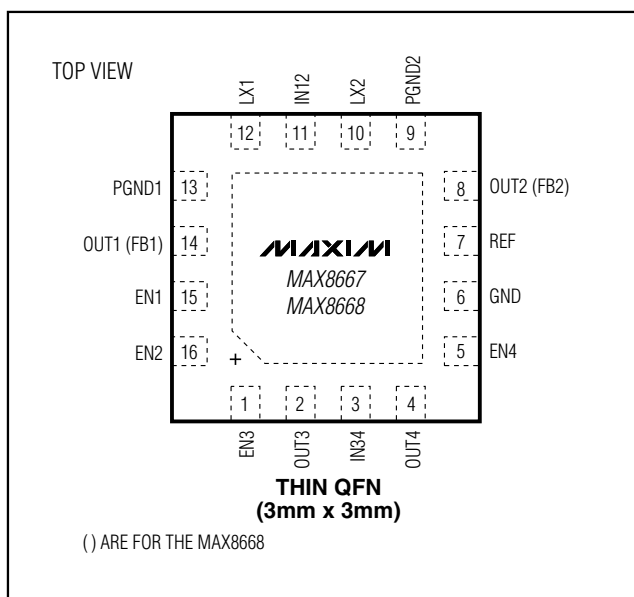 TOP VIEW
LX1
IN12
LX2
PGND2
12
11
10
9
PGND1 13
8 OUT2 (FB2)
OUT1 (FB1) 14
7 REF
EN1 15
6 GND
EN2 16
5 EN4
MAXIM
MAX8667
MAX8668
+
1
2
3
4
EN3
OUT3
IN34
OUT4
THIN QFN
(3mm x 3mm)
( ) ARE FOR THE MAX8668